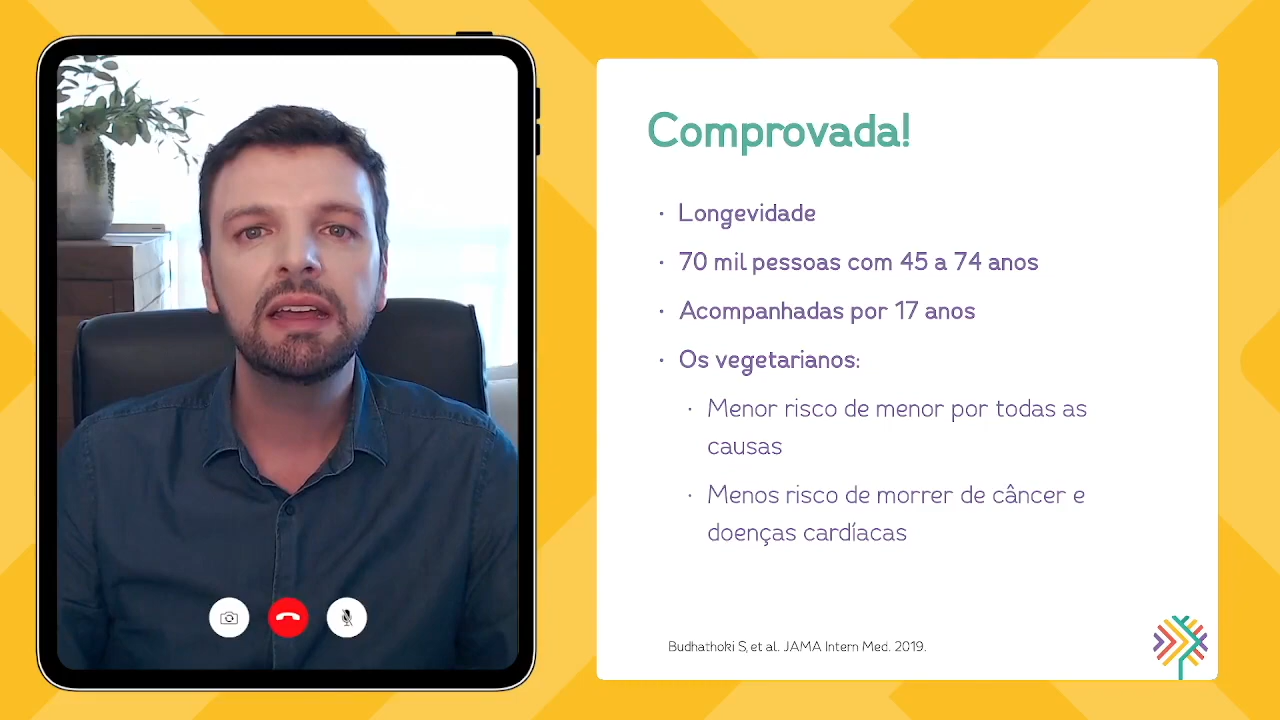 Comprovada!
• Longevidade
• 70 mil pessoas com 45 a 74 anos
• Acompanhadas por 17 anos
• Os vegetarianos:
• Menor risco de menor por todas as
causas
• Menos risco de morrer de câncer e
doenças cardíacas
Budhathoki S, et al. JAMA Intern Med. 2019.